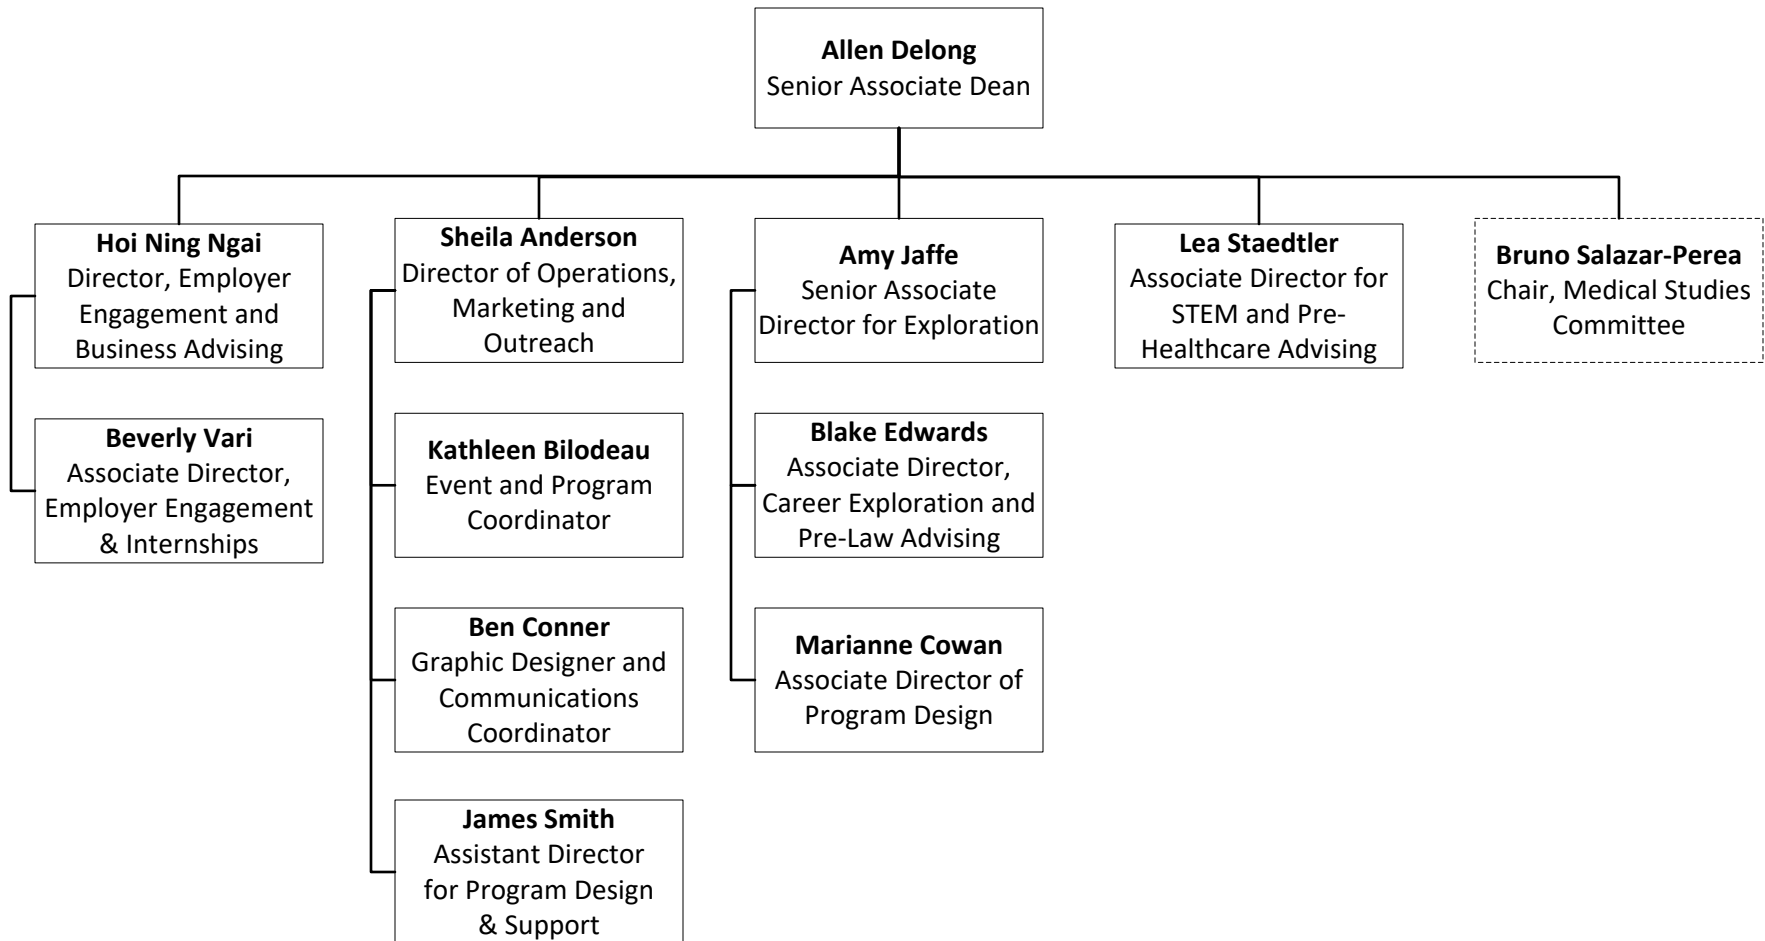 Allen Delong
Senior Associate Dean
Hoi Ning Ngai
Director, Employer
Engagement and
Business Advising
Sheila Anderson
Director of Operations,
Marketing and
Outreach
Amy Jaffe
Senior Associate
Director for Exploration
Lea Staedtler
Associate Director for
STEM and Pre-
Healthcare Advising
Bruno Salazar-Perea
Chair, Medical Studies
Committee
Beverly Vari
Associate Director,
Employer Engagement
& Internships
Kathleen Bilodeau
Event and Program
Coordinator
Blake Edwards
Associate Director,
Career Exploration and
Pre-Law Advising
Ben Conner
Graphic Designer and
Communications
Coordinator
Marianne Cowan
Associate Director of
Program Design
James Smith
Assistant Director
for Program Design
& Support